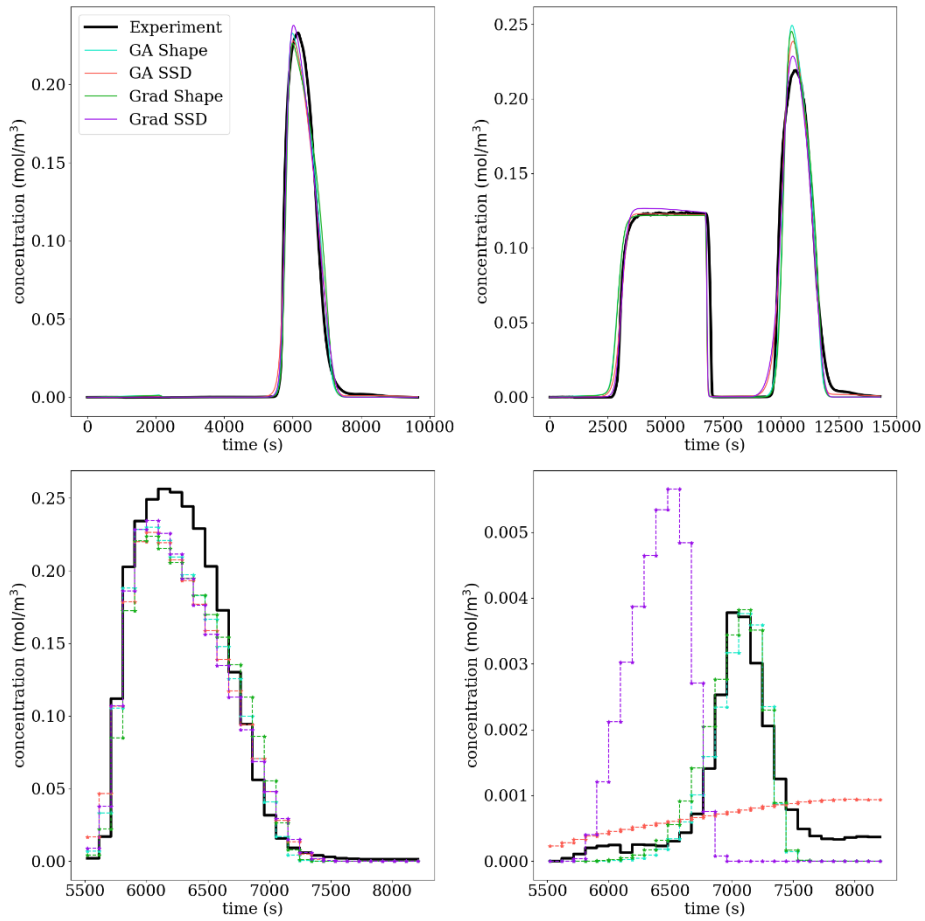 Experiment
GA Shape
GA SSD
Grad Shape
Grad SSD
concentration (mol/m³)
0.20
0.15
0.10
0.05
0.00
0 2000 4000 6000 8000 10000
time (s)
concentration (mol/m³)
0.25
0.20
0.15
0.10
0.05
0.00
0 2500 5000 7500 10000 12500 15000
time (s)
concentration (mol/m³)
0.25
0.20
0.15
0.10
0.05
0.00
5500 6000 6500 7000 7500 8000
time (s)
concentration (mol/m³)
0.005
0.004
0.003
0.002
0.001
0.000
5500 6000 6500 7000 7500 8000
time (s)